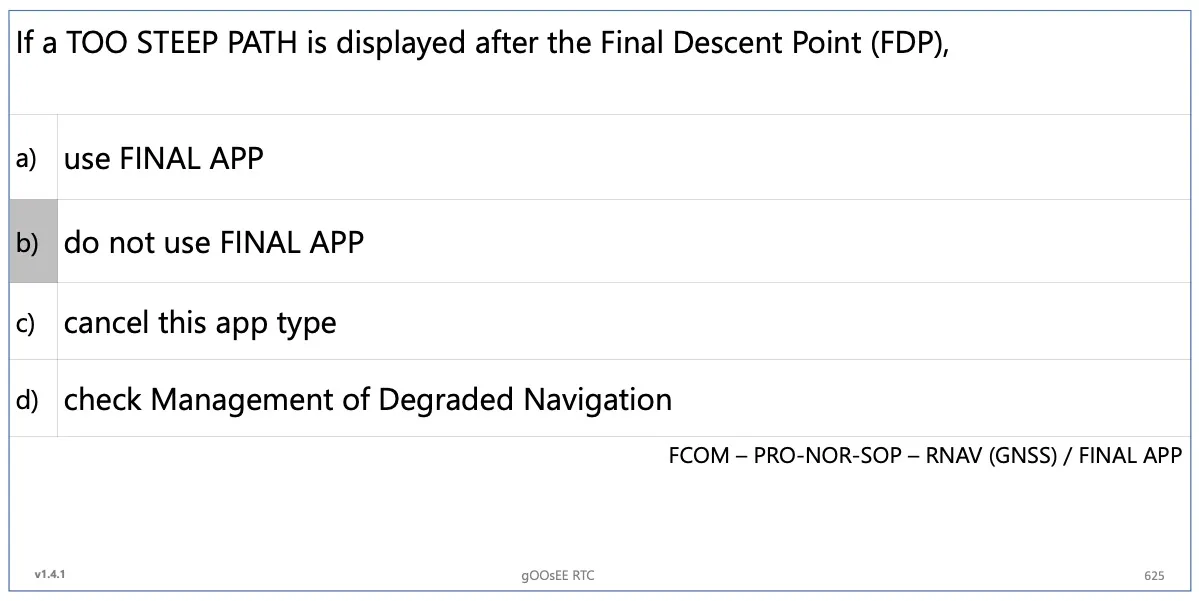 If a TOO STEEP PATH is displayed after the Final Descent Point (FDP),
a) use FINAL APP
b) do not use FINAL APP
c) cancel this app type
d) check Management of Degraded Navigation
FCOM – PRO-NOR-SOP – RNAV (GNSS) / FINAL APP
v1.4.1 gOOsEE RTC 625